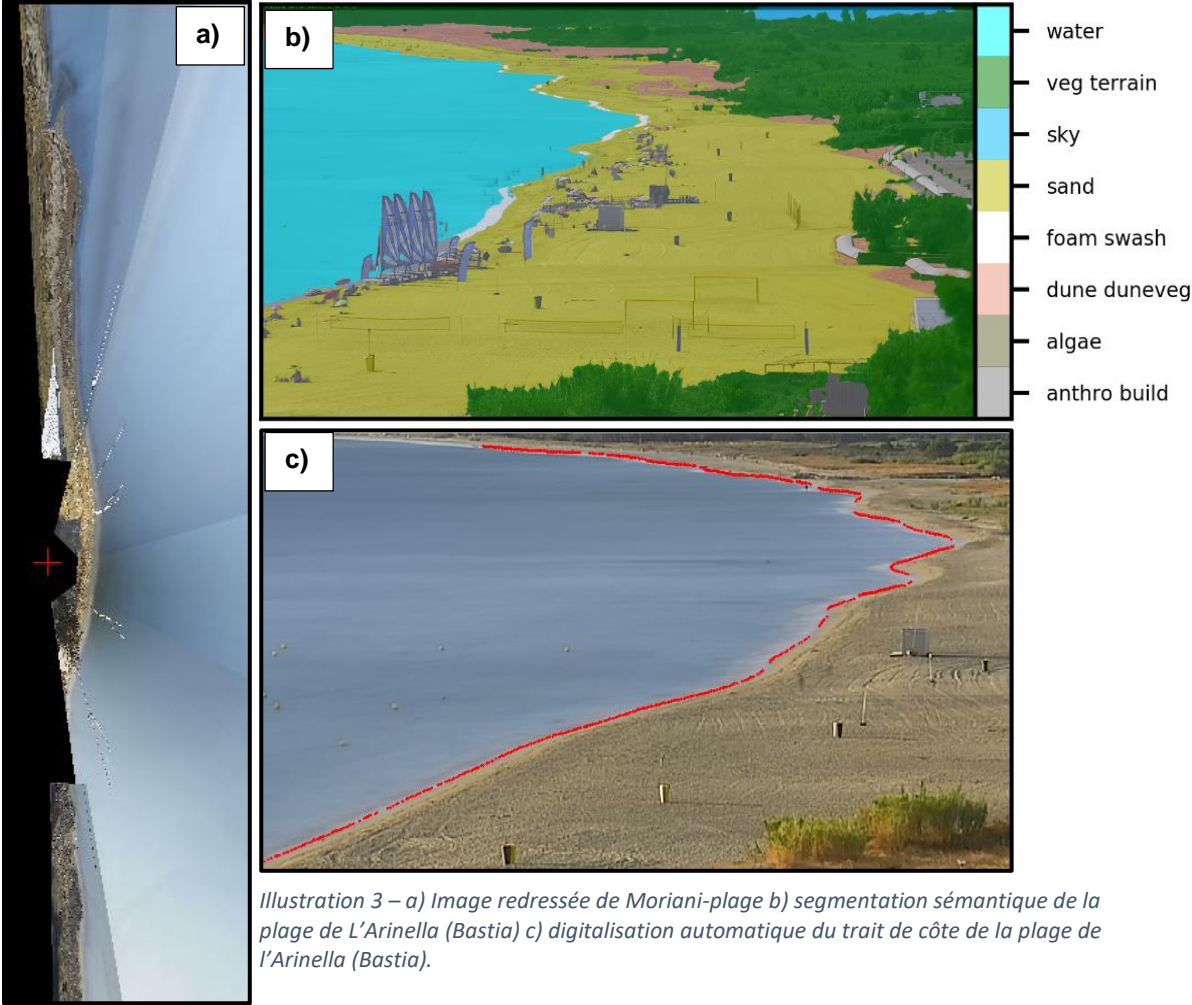 a)
b)
water
veg terrain
sky
sand
foam swash
dune duneveg
algae
anthro build
c)
Illustration 3 – a) Image redressée de Moriani-plage b) segmentation sémantique de la
plage de L’Arinella (Bastia) c) digitalisation automatique du trait de côte de la plage de
l’Arinella (Bastia).